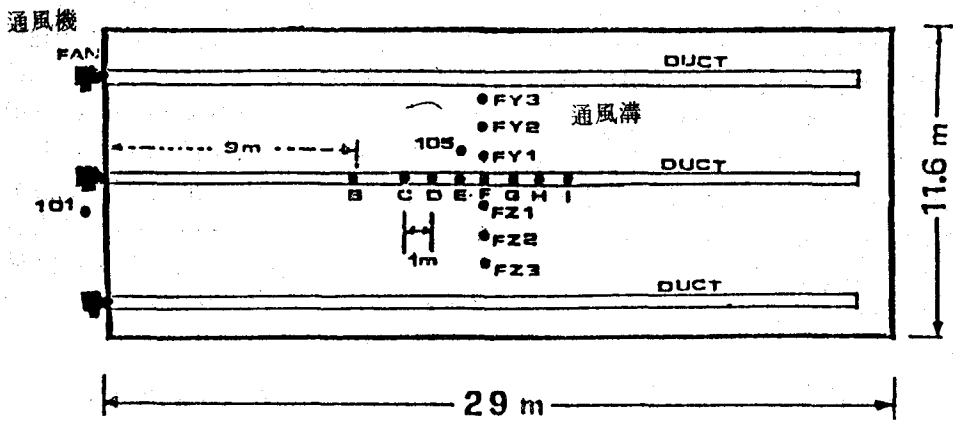 通風機
FAN
DUCT
FY3
FY2
通風溝
105
FY1
9m
DUCT
B C D E F G H I
101
FZ1
1m
FZ2
FZ3
DUCT
11.6 m
29 m